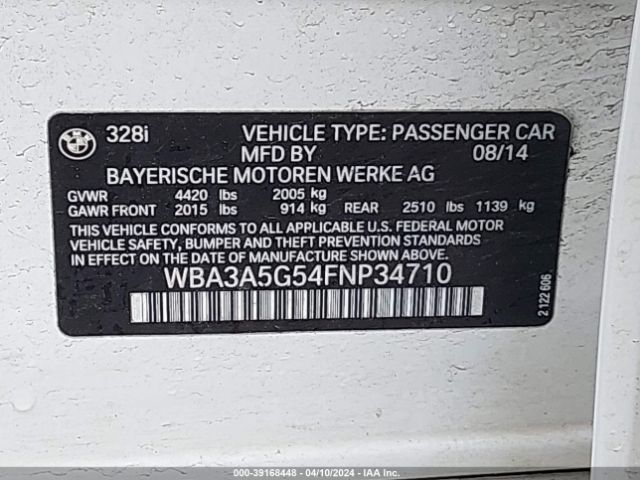 BMW 328i VEHICLE TYPE: PASSENGER CAR
MFD BY 08/14
BAYERISCHE MOTOREN WERKE AG
GVWR 4420 lbs 2005 kg
GAWR FRONT 2015 lbs 914 kg REAR 2510 lbs 1139 kg
THIS VEHICLE CONFORMS TO ALL APPLICABLE U.S. FEDERAL MOTOR
VEHICLE SAFETY, BUMPER AND THEFT PREVENTION STANDARDS
IN EFFECT ON THE DATE OF MANUFACTURE SHOWN ABOVE.
WBA3A5G54FNP34710
2 122 606
000-39168448 - 04/10/2024 - IAA Inc.